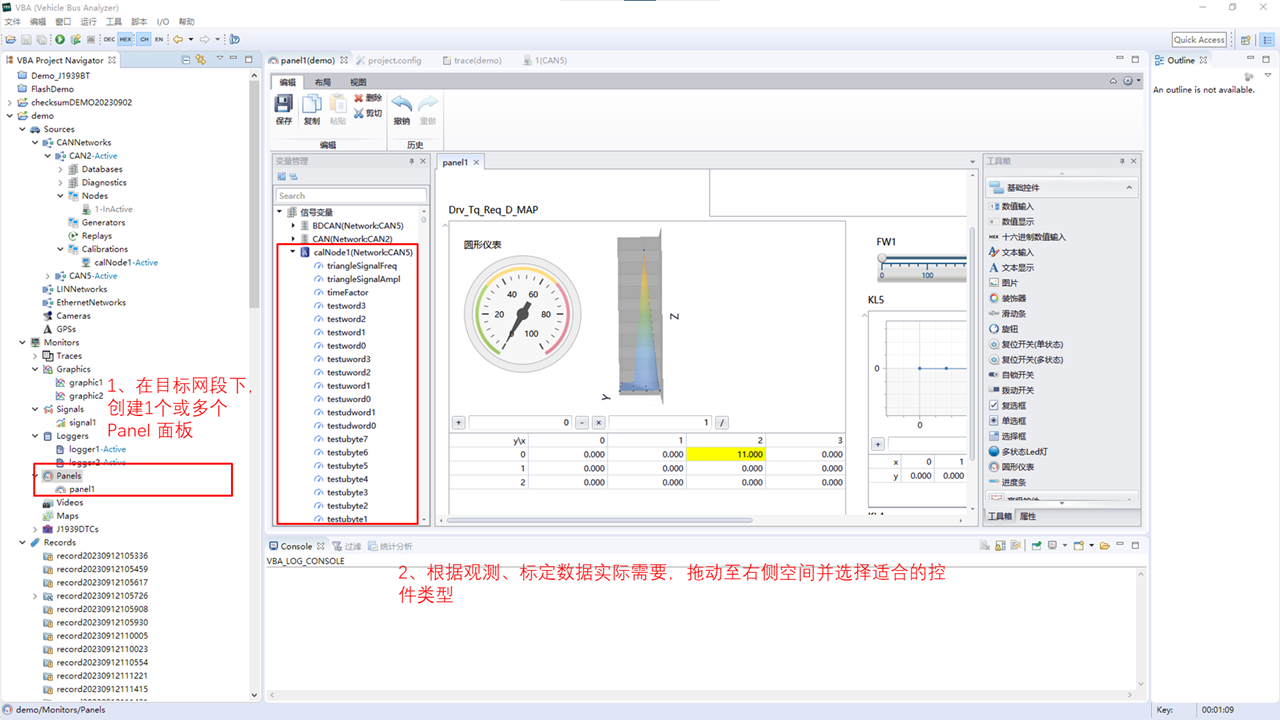 VBA (Vehicle Bus Analyzer)
文件 编辑 窗口 运行 工具 脚本 I/O 帮助
DEC HEX CH EN
Quick Access
VBA Project Navigator
Demo_J1939BT
FlashDemo
checksumDEMO20230902
demo
Sources
CANNetworks
CAN2-Active
Databases
Diagnostics
Nodes
1-InActive
Generators
Replays
Calibrations
calNode1-Active
CAN5-Active
LINNetworks
EthernetNetworks
Cameras
GPSs
Monitors
Traces
Graphics
graphic1
graphic2
Signals
signal1
Loggers
logger1-Active
logger2-Active
Panels
panel1
Videos
Maps
J1939DTCs
Records
record20230912105336
record20230912105459
record20230912105617
record20230912105726
record20230912105908
record20230912105930
record20230912110005
record20230912110023
record20230912110554
record20230912111221
record20230912111415
1、在目标网段下，
创建1个或多个
Panel 面板
panel1(demo) project.config trace(demo) 1(CAN5)
编辑 布局 视图
保存 复制 粘贴 删除 剪切 撤销 重做
编辑 历史
变量管理
Search
信号变量
BDCAN(Network:CAN5)
CAN(Network:CAN2)
calNode1(Network:CAN5)
triangleSignalFreq
triangleSignalAmpl
timeFactor
testword3
testword2
testword1
testword0
testuword3
testuword2
testuword1
testuword0
testudword1
testudword0
testubyte7
testubyte6
testubyte5
testubyte4
testubyte3
testubyte2
testubyte1
panel1
Drv_Tq_Req_D_MAP
圆形仪表
0 20 40 60 80 100
Z
Y
+ 0 - × 1 /
y\x 0 1 2 3
0 0.000 0.000 11.000 0.000
1 0.000 0.000 0.000 0.000
2 0.000 0.000 0.000 0.000
FW1
0 100
KL5
0
0
+
x 0 1
y 0.000 0.000
工具箱
基础控件
数值输入
数值显示
HEX 十六进制数值输入
文本输入
文本显示
图片
装饰器
滑动条
旋钮
复位开关(单状态)
复位开关(多状态)
自锁开关
拨动开关
复选框
单选框
选择框
多状态Led灯
圆形仪表
进度条
工具箱 属性
Outline
An outline is not available.
Console 过滤 统计分析
VBA_LOG_CONSOLE
2、根据观测、标定数据实际需要，拖动至右侧空间并选择适合的控
件类型
demo/Monitors/Panels
Key: 00:01:09